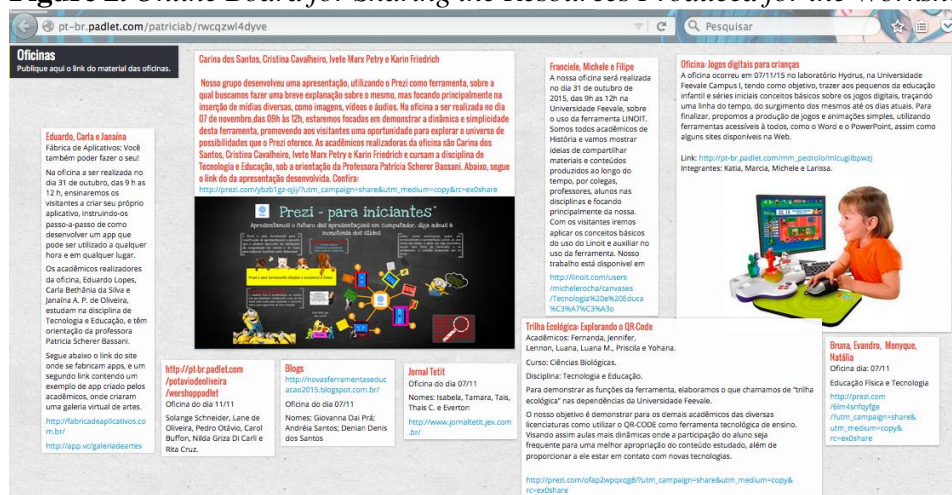 Figure 2. Online Board for Sharing the Resources Produced for the Worksho
pt-br.padlet.com/patriciab/rwcqzwl4dyve
Pesquisar
Oficinas
Publique aqui o link do material das oficinas.
Eduardo, Carla e Janaína
Fábrica de Aplicativos: Você
também poder fazer o seu!
Na oficina a ser realizada no
dia 31 de outubro, das 9 h as
12 h, ensinaremos os
visitantes a criar seu próprio
aplicativo, instruindo-os
passo-a-passo de como
desenvolver um app que
pode ser utilizado a qualquer
hora e em qualquer lugar.
Os acadêmicos realizadores
da oficina, Eduardo Lopes,
Carla Bethânia da Silva e
Janaína A. P. de Oliveira,
estudam na disciplina de
Tecnologia e Educação, e têm
orientação da professora
Patricia Scherer Bassani.
Segue abaixo o link do site
onde se fabricam apps, e um
segundo link contendo um
exemplo de app criado pelos
acadêmicos, onde criaram
uma galeria virtual de artes.
http://fabricadeaplicativos.co
m.br/
http://app.vc/galeriadeartes
Carina dos Santos, Cristina Cavalheiro, Ivete Marx Petry e Karin Friedrich
Nosso grupo desenvolveu uma apresentação, utilizando o Prezi como ferramenta, sobre a
qual buscamos fazer uma breve explanação sobre o mesmo, mas focando principalmente na
inserção de mídias diversas, como imagens, vídeos e áudios. Na oficina a ser realizada no dia
07 de novembro,das 09h às 12h, estaremos focados em demonstrar a dinâmica e simplicidade
desta ferramenta, promovendo aos visitantes uma oportunidade para explorar o universo de
possibilidades que o Prezi oferece. As acadêmicas realizadoras da oficina são Carina dos
Santos, Cristina Cavalheiro, Ivete Marx Petry e Karin Friedrich e cursam a disciplina de
Tecnologia e Educação, sob a orientação da Professora Patrícia Scherer Bassani. Abaixo, segue
o link do da apresentação desenvolvida. Confira:
http://prezi.com/ybzb1gz-qiji/?utm_campaign=share&utm_medium=copy&rc=ex0share
Prezi - para iniciantes
Apresentamos o futuro das apresentações em computador. diga adeus à
monotonia dos slides
http://pt-br.padlet.com
/potaviodeoliveira
/worshoppadlet
Oficina do dia 11/11
Solange Schneider, Lane de
Oliveira, Pedro Otávio, Carol
Buffon, Nilda Griza Di Carli e
Rita Cruz.
Blogs
http://novasferramentaseduc
acao2015.blogspot.com.br/
Oficina do dia 07/11
Nomes: Giovanna Dai Prá;
Andréia Santos; Denian Denis
dos Santos
Jornal Tetit
Oficina do dia 07/11
Nomes: Isabela, Tamara, Tais,
Thais C. e Everton
http://www.jornaltetit.jex.com
.br/
Franciele, Michele e Filipe
A nossa oficina será realizada
no dia 31 de outubro de
2015, das 9h as 12h na
Universidade Feevale, sobre
o uso da ferramenta LINOIT.
Somos todos acadêmicos de
História e vamos mostrar
ideias de compartilhar
materiais e conteúdos
produzidos ao longo do
tempo, por colegas,
professores, alunos nas
disciplinas e focando
principalmente da nossa.
Com os visitantes iremos
aplicar os conceitos básicos
do uso do Linoit e auxiliar no
uso da ferramenta. Nosso
trabalho está disponivel em
http://linoit.com/users
/michelerocha/canvases
/Tecnologia%20e%20Educa
%C3%A7%C3%A3o
Oficina: Jogos digitais para crianças
A oficina ocorreu em 07/11/15 no laboratório Hydrus, na Universidade
Feevale Campus I, tendo como objetivo, trazer aos pequenos da educação
infantil e séries iniciais conceitos básicos sobre os jogos digitais, traçando
uma linha do tempo, do surgimento dos mesmos até os dias atuais. Para
finalizar, propomos a produção de jogos e animações simples, utilizando
ferramentas acessíveis à todos, como o Word e o PowerPoint, assim como
alguns sites disponíveis na Web.
Link: http://pt-br.padlet.com/mm_pedrolo/mlcugibpwzj
Integrantes: Katia, Marcia, Michele e Larissa.
Trilha Ecológica: Explorando o QR-Code
Acadêmicos: Fernanda, Jennifer,
Lennon, Luana, Luana M., Priscila e Yohana.
Curso: Ciências Biológicas.
Disciplina: Tecnologia e Educação.
Para demonstrar as funções da ferramenta, elaboramos o que chamamos de "trilha
ecológica" nas dependências da Universidade Feevale.
O nosso objetivo é demonstrar para os demais acadêmicos das diversas
licenciaturas como utilizar o QR-CODE como ferramenta tecnológica de ensino.
Visando assim aulas mais dinâmicas onde a participação do aluno seja
frequente para uma melhor apropriação do conteúdo estudado, além de
proporcionar a ele estar em contato com novas tecnologias.
http://prezi.com/ofap2wpqxqg8/?utm_campaign=share&utm_medium=copy&
rc=ex0share
Bruna, Evandro, Monyque,
Natália
Oficina dia: 07/11
Educação Física e Tecnologia
http://prezi.com
/6lm4snfqyfge
/?utm_campaign=share&
utm_medium=copy&
rc=ex0share